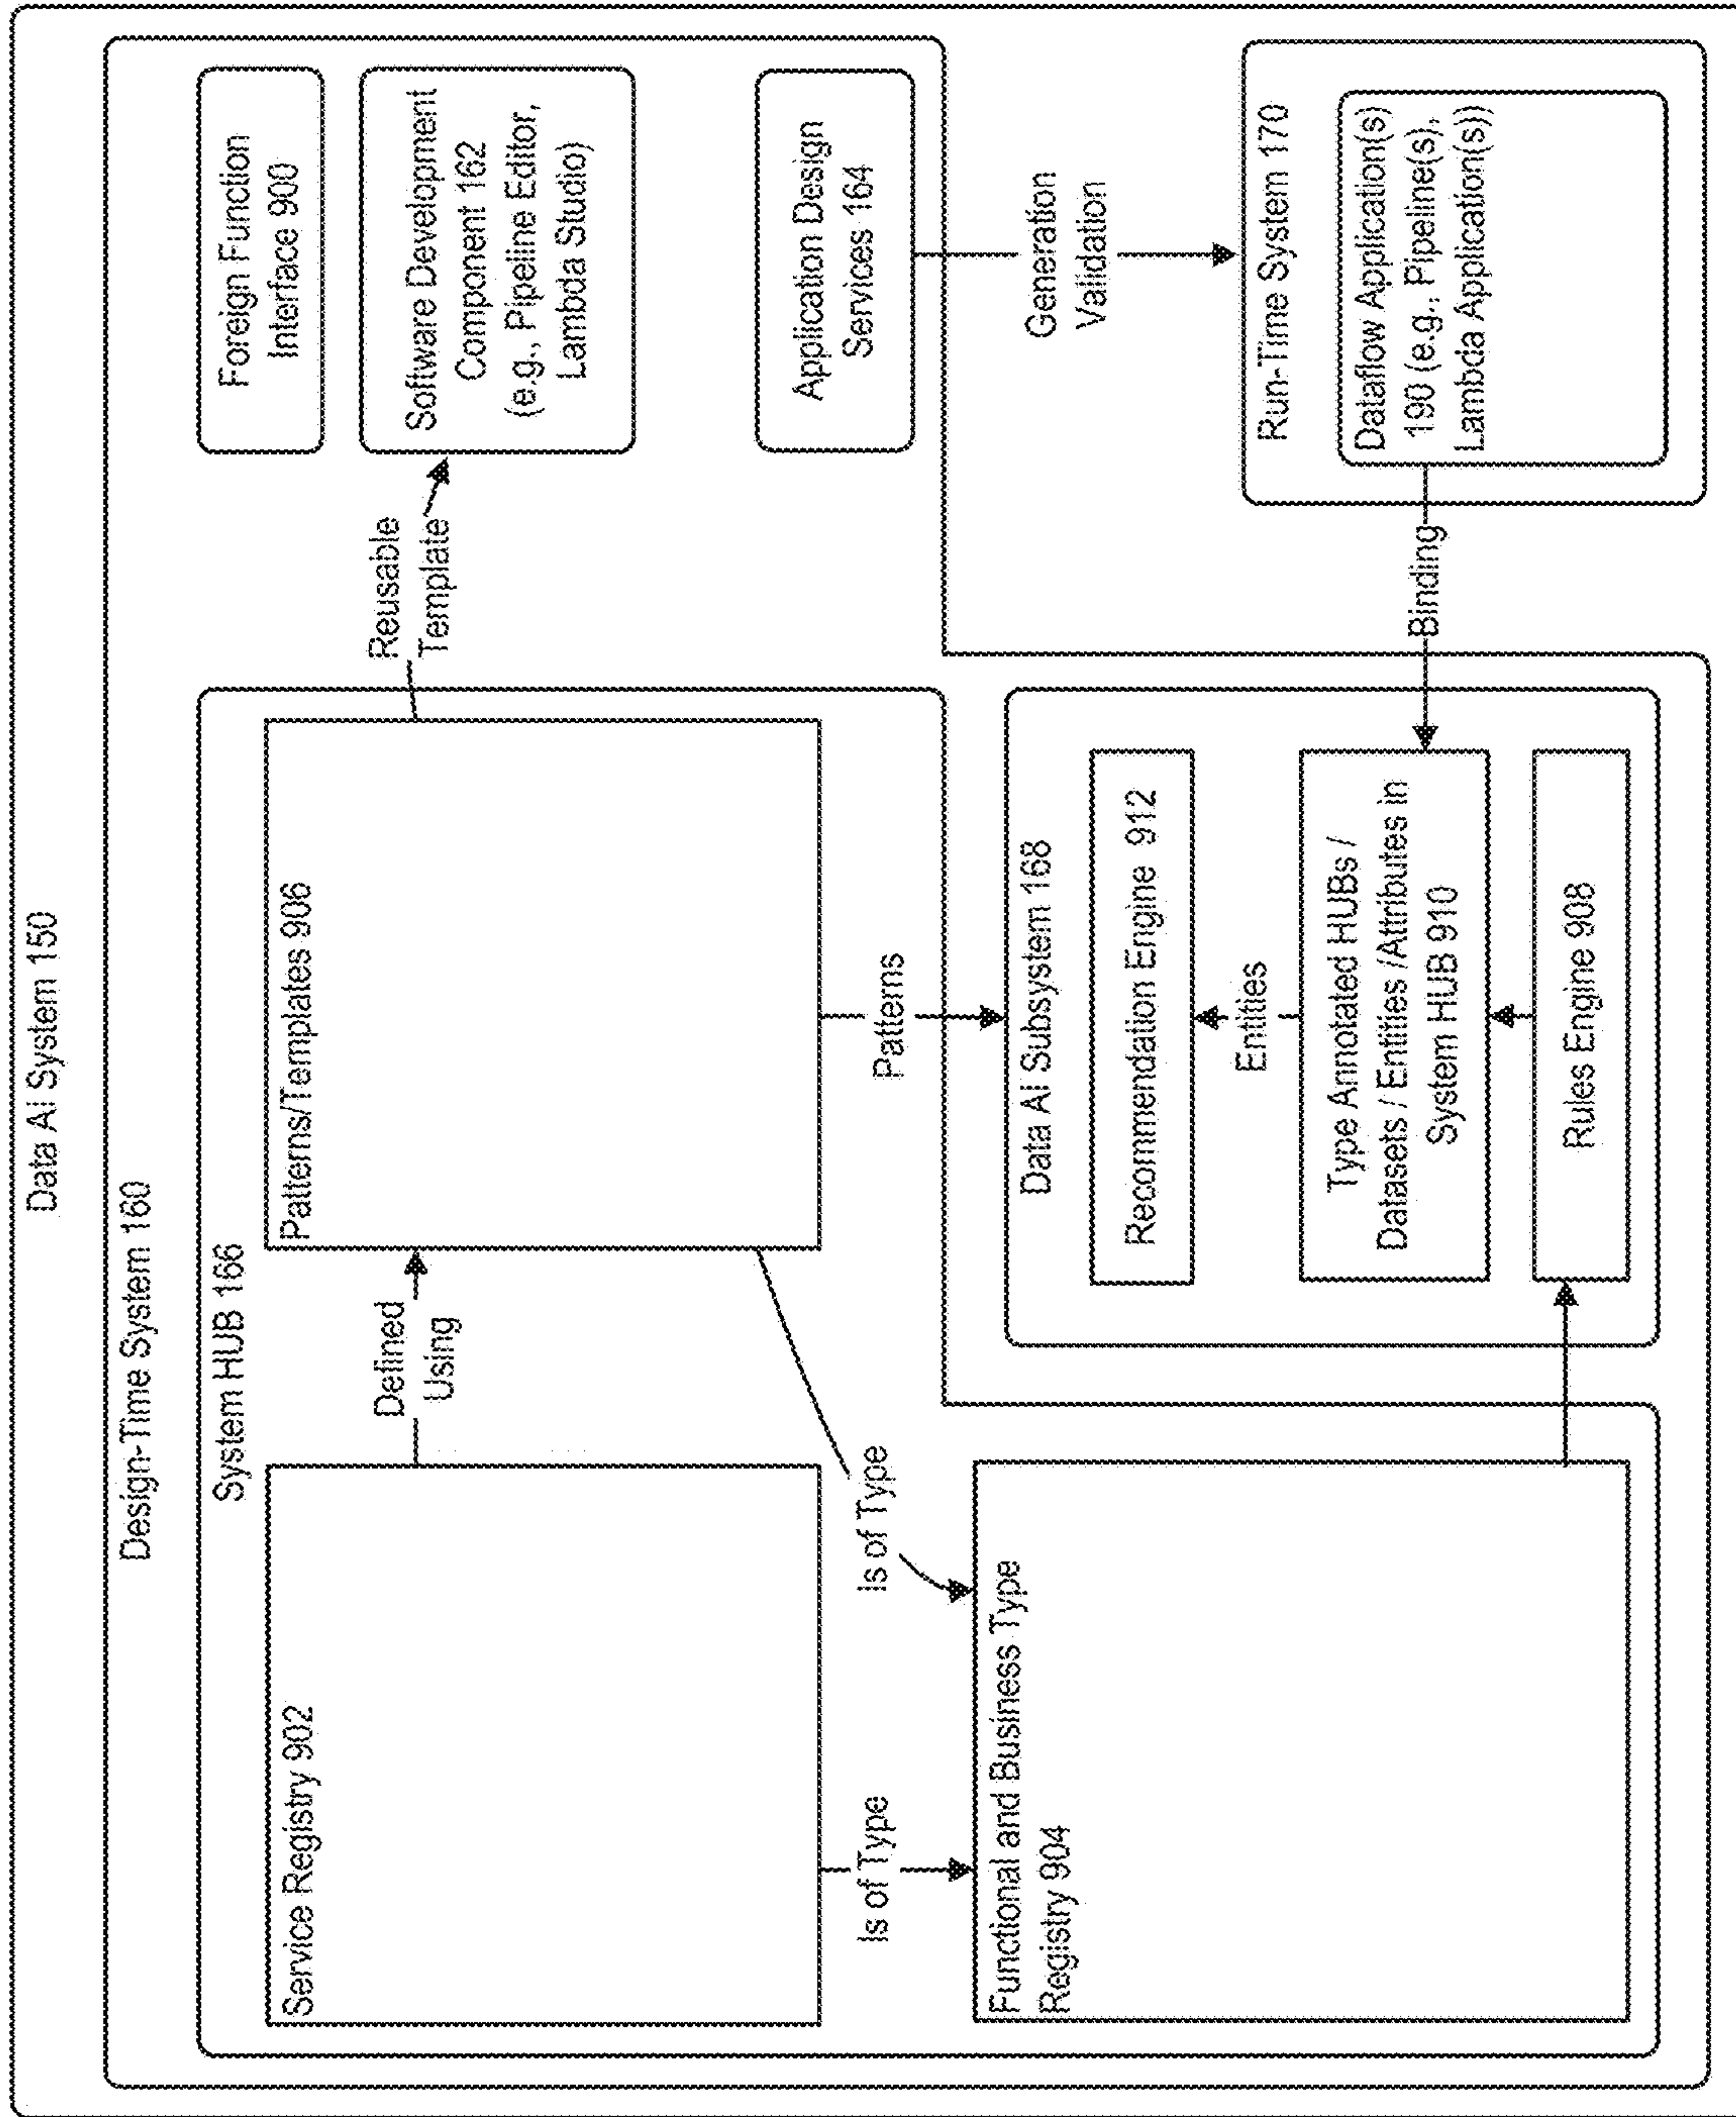 Data AI System 150
Design-Time System 160
System HUB 166
Service Registry 902
Defined
Using
Patterns/Templates 906
Reusable
Template
Foreign Function
Interface 900
Software Development
Component 162
(e.g., Pipeline Editor,
Lambda Studio)
Application Design
Services 164
Is of Type
Is of Type
Patterns
Generation
Validation
Functional and Business Type
Registry 904
Data AI Subsystem 168
Recommendation Engine 912
Entities
Type Annotated HUBs /
Datasets / Entities /Attributes in
System HUB 910
Rules Engine 908
Binding
Run-Time System 170
Dataflow Application(s)
190 (e.g., Pipeline(s),
Lambda Application(s))